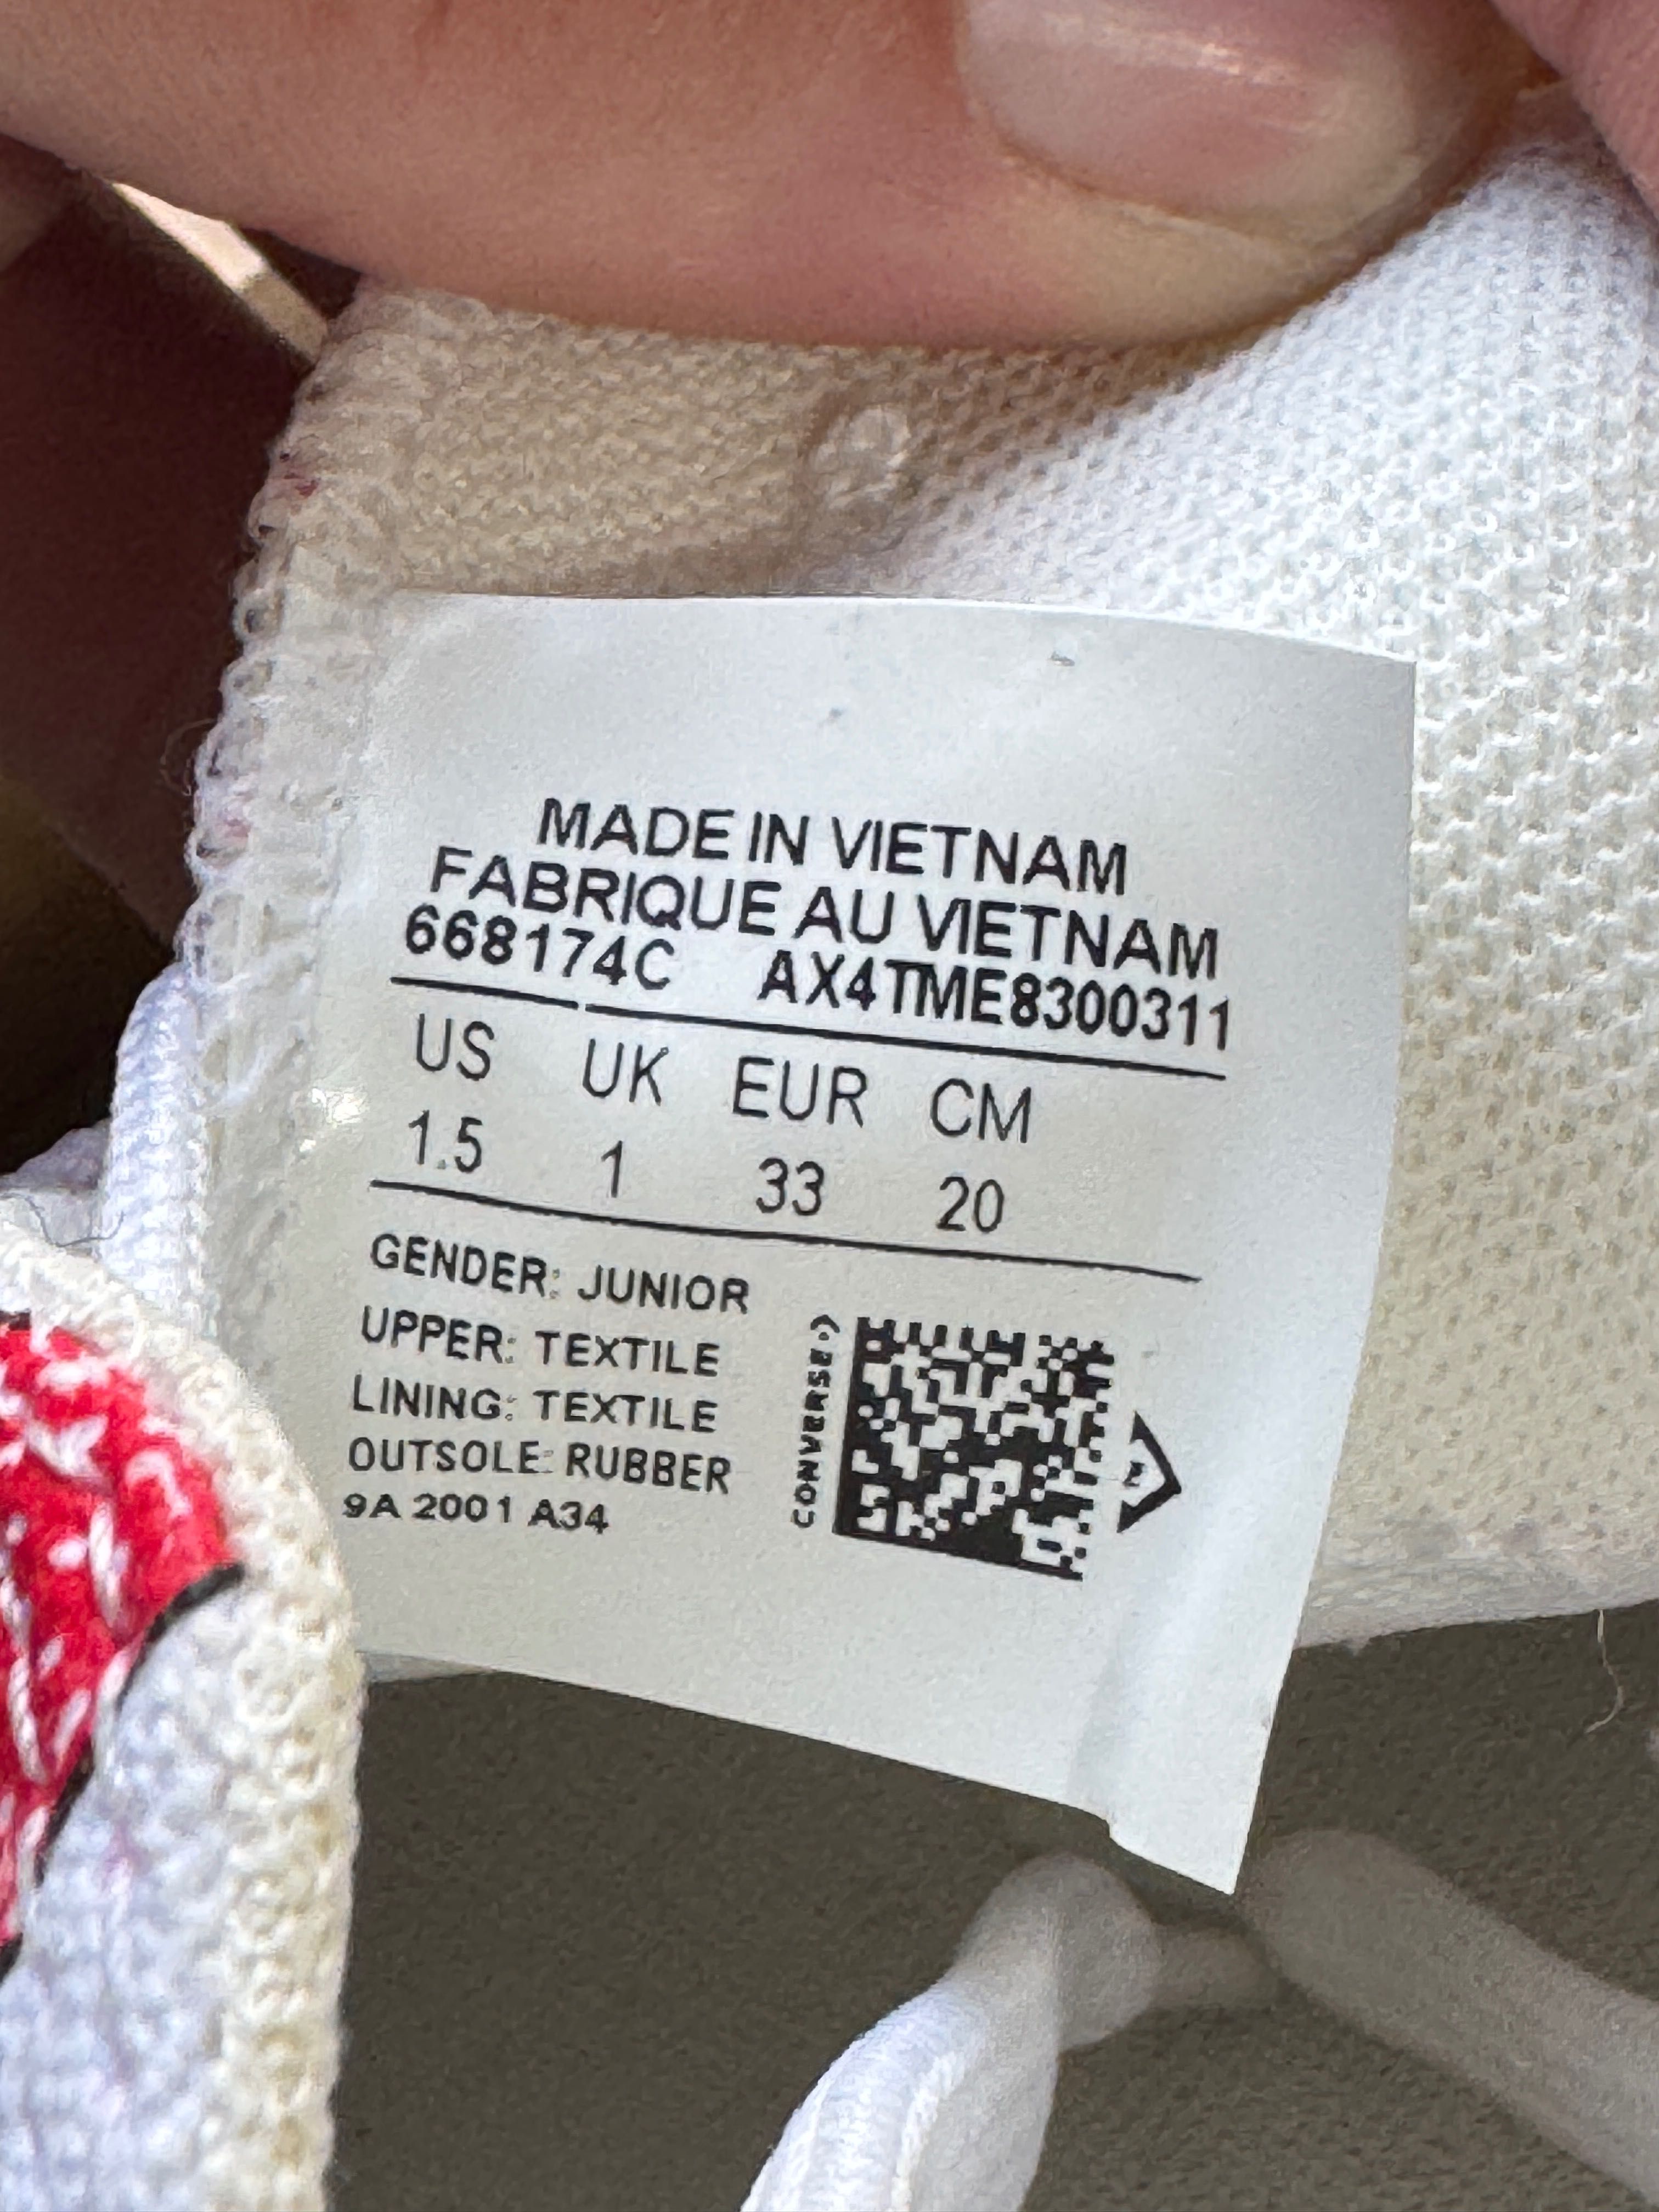 MADE IN VIETNAM
FABRIQUE AU VIETNAM
668174C AX4TME8300311
US UK EUR CM
1.5 1 33 20
GENDER: JUNIOR
UPPER: TEXTILE
LINING: TEXTILE
OUTSOLE: RUBBER
9A 2001 A34
CONVERSE